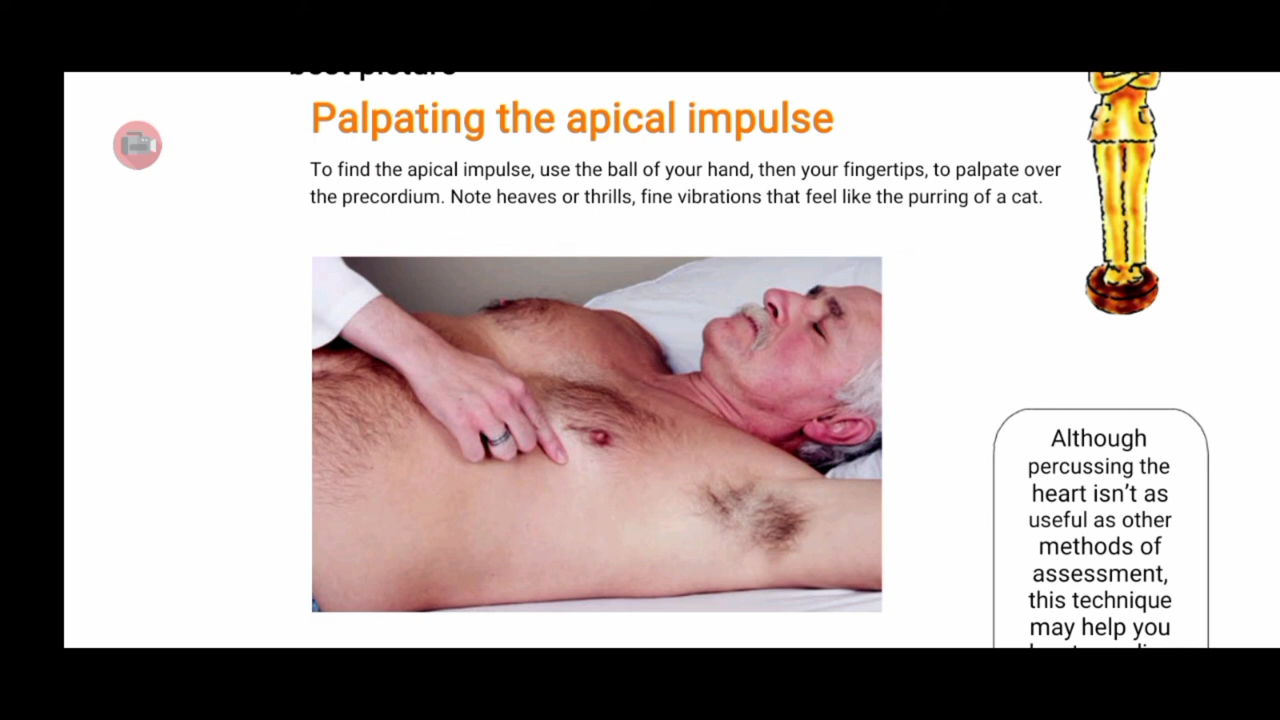 best picture
Palpating the apical impulse
To find the apical impulse, use the ball of your hand, then your fingertips, to palpate over
the precordium. Note heaves or thrills, fine vibrations that feel like the purring of a cat.
Although
percussing the
heart isn’t as
useful as other
methods of
assessment,
this technique
may help you